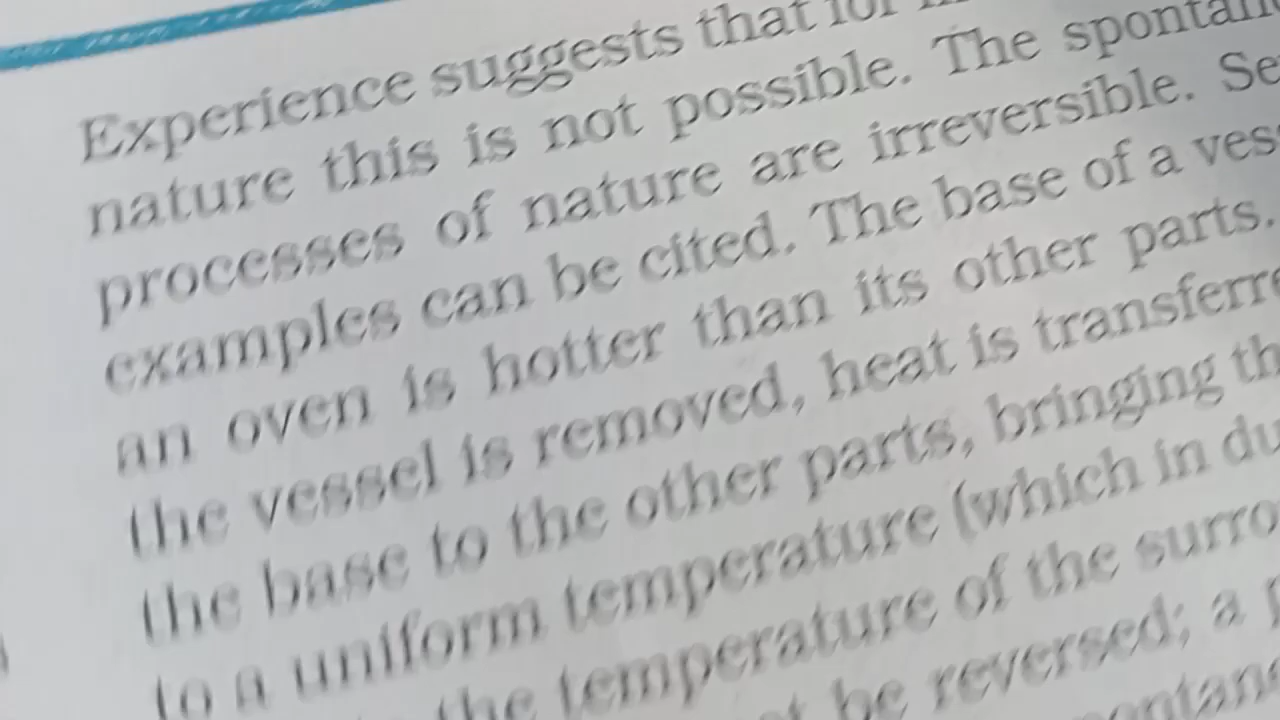 Experience suggests that for
nature this is not possible. The
processes of nature are irreversible.
examples can be cited. The base of a
an oven is hotter than its other parts.
the vessel is removed, heat is
the base to the other parts, bringing
to a uniform temperature (which in
the temperature of the
be reversed; a